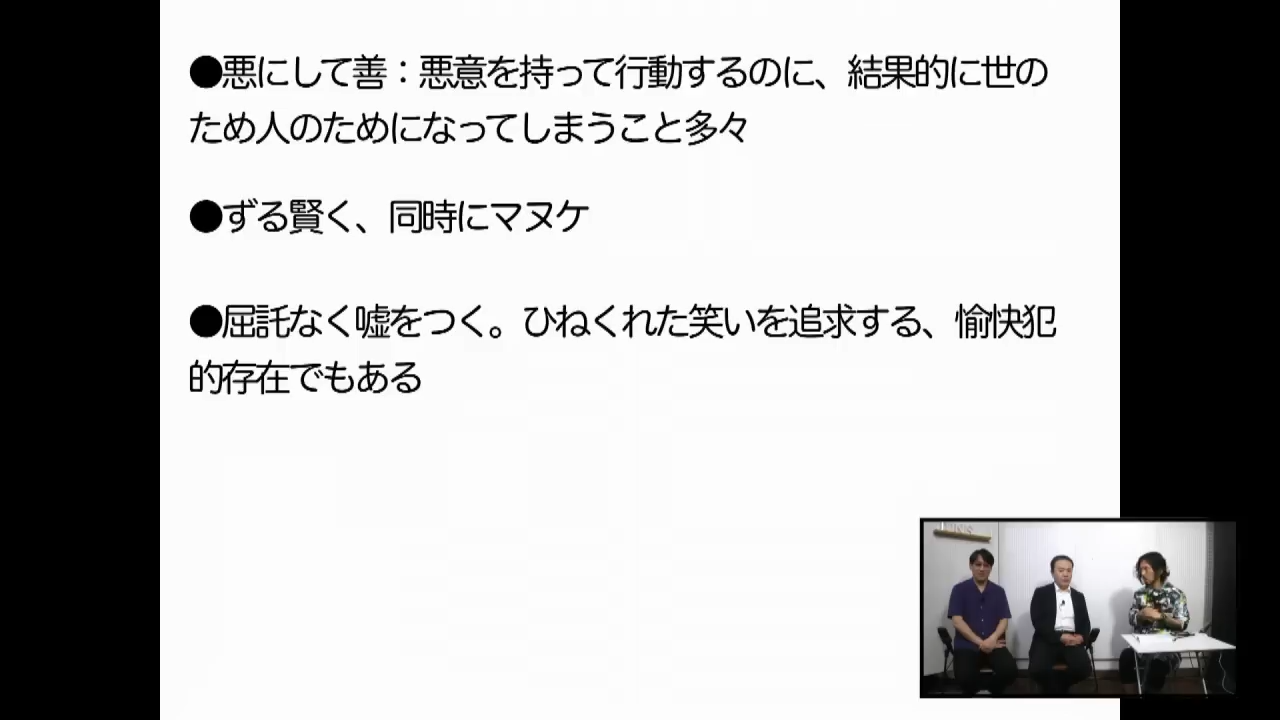 ●悪にして善：悪意を持って行動するのに、結果的に世の
ため人のためになってしまうこと多々
●ずる賢く、同時にマヌケ
●屈託なく嘘をつく。ひねくれた笑いを追求する、愉快犯
的存在でもある